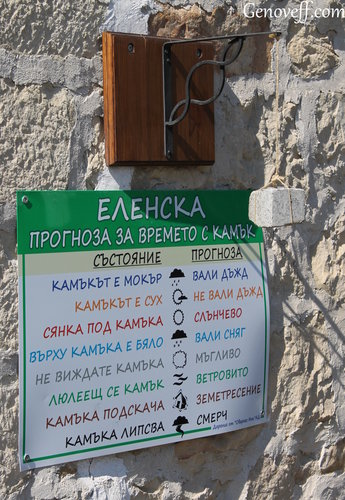 Genoveff.com
ЕЛЕНСКА
ПРОГНОЗА ЗА ВРЕМЕТО С КАМЪК
СЪСТОЯНИЕ ПРОГНОЗА
КАМЪКЪТ Е МОКЪР ВАЛИ ДЪЖД
КАМЪКЪТ Е СУХ НЕ ВАЛИ ДЪЖД
СЯНКА ПОД КАМЪКА СЛЪНЧЕВО
ВЪРХУ КАМЪКА Е БЯЛО ВАЛИ СНЯГ
НЕ ВИЖДАТЕ КАМЪКА МЪГЛИВО
ЛЮЛЕЕЩ СЕ КАМЪК ВЕТРОВИТО
КАМЪКА ПОДСКАЧА ЗЕМЕТРЕСЕНИЕ
КАМЪКА ЛИПСВА СМЕРЧ